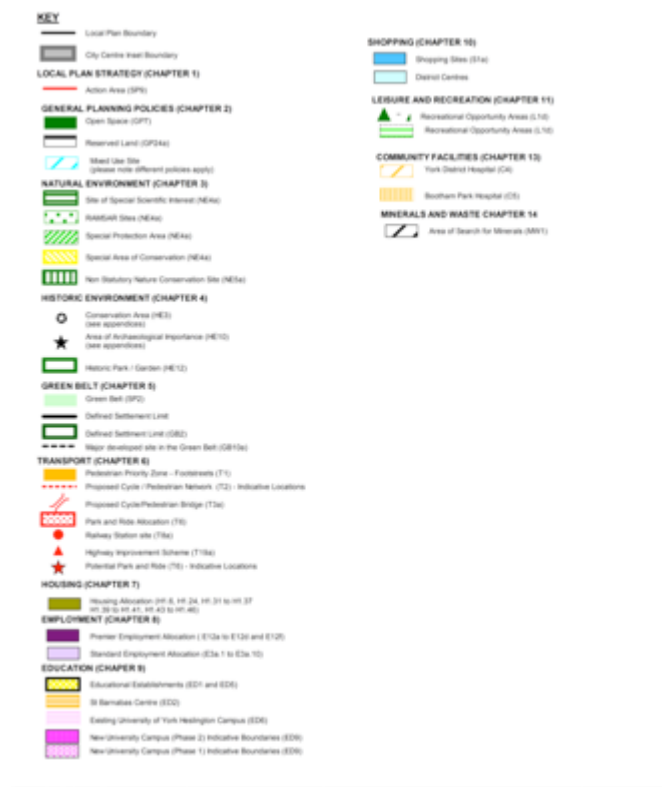 KEY
Local Plan Boundary
City Centre Inset Boundary
LOCAL PLAN STRATEGY (CHAPTER 1)
Action Area (SP8)
GENERAL PLANNING POLICIES (CHAPTER 2)
Open Space (GP7)
Reserved Land (GP24a)
Mixed Use Site
(please note different policies apply)
NATURAL ENVIRONMENT (CHAPTER 3)
Site of Special Scientific Interest (NE4a)
RAMSAR Sites (NE4a)
Special Protection Area (NE4a)
Special Area of Conservation (NE4a)
Non Statutory Nature Conservation Site (NE5a)
HISTORIC ENVIRONMENT (CHAPTER 4)
Conservation Area (HE3)
(see appendices)
Area of Archaeological Importance (HE10)
(see appendices)
Historic Park / Garden (HE12)
GREEN BELT (CHAPTER 5)
Green Belt (SP2)
Defined Settlement Limit
Defined Settment Limit (GB2)
Major developed site in the Green Belt (GB10a)
TRANSPORT (CHAPTER 6)
Pedestrian Priority Zone - Footstreets (T1)
Proposed Cycle / Pedestrian Network (T2) - Indicative Locations
Proposed Cycle/Pedestrian Bridge (T3a)
Park and Ride Allocation (T6)
Railway Station site (T8a)
Highway Improvement Scheme (T19a)
Potential Park and Ride (T6) - Indicative Locations
HOUSING (CHAPTER 7)
Housing Allocation (H1.6, H1.24, H1.31 to H1.37
H1.39 to H1.41, H1.43 to H1.46)
EMPLOYMENT (CHAPTER 8)
Premier Employment Allocation ( E12a to E12d and E12f)
Standard Employment Allocation (E3a.1 to E3a.10)
EDUCATION (CHAPER 9)
Educational Establishments (ED1 and ED5)
St Barnabas Centre (ED2)
Existing University of York Heslington Campus (ED6)
New University Campus (Phase 2) Indicative Boundaries (ED9)
New University Campus (Phase 1) Indicative Boundaries (ED9)
SHOPPING (CHAPTER 10)
Shopping Sites (S1a)
District Centres
LEISURE AND RECREATION (CHAPTER 11)
Recreational Opportunity Areas (L1d)
Recreational Opportunity Areas (L1d)
COMMUNITY FACILITIES (CHAPTER 13)
York District Hospital (C4)
Bootham Park Hospital (C5)
MINERALS AND WASTE CHAPTER 14
Area of Search for Minerals (MW1)